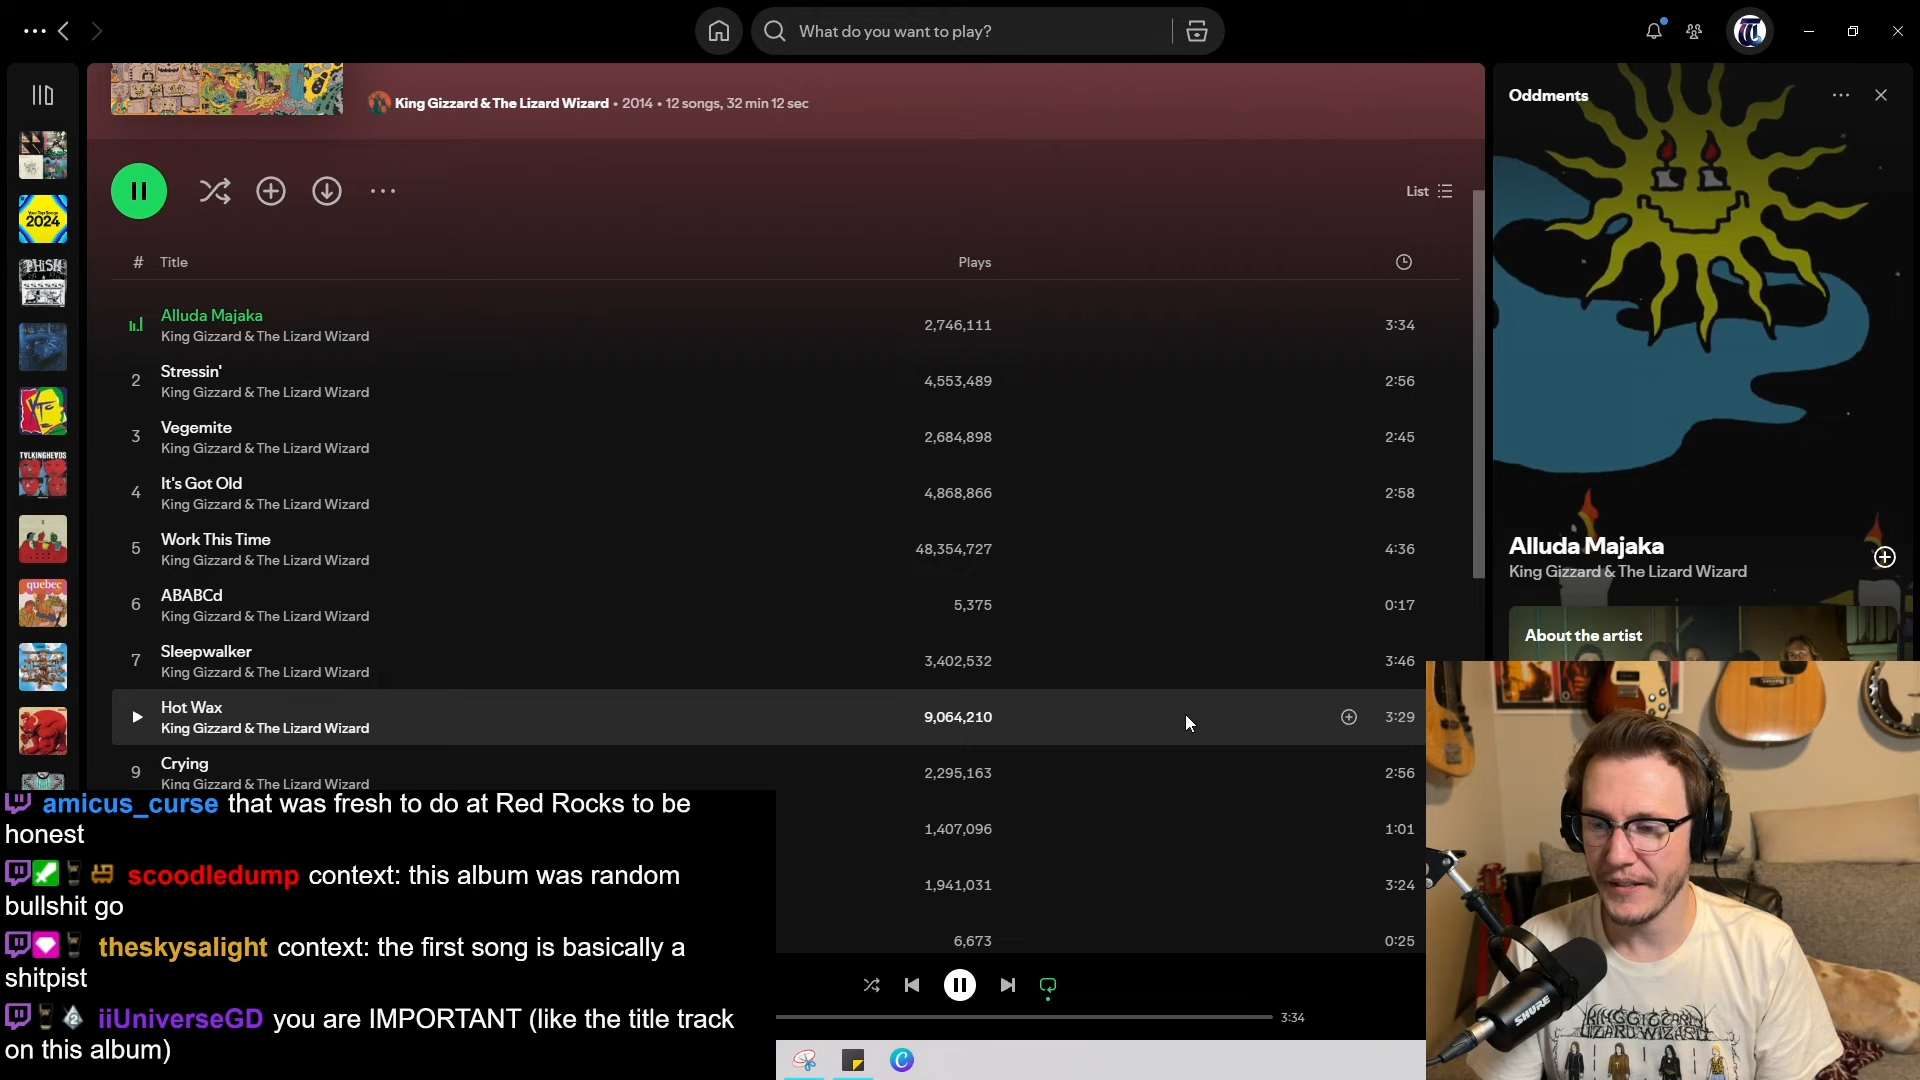 What do you want to play?
King Gizzard & The Lizard Wizard • 2014 • 12 songs, 32 min 12 sec
List
# Title Plays
Alluda Majaka
King Gizzard & The Lizard Wizard
2,746,111 3:34
2 Stressin'
King Gizzard & The Lizard Wizard
4,553,489 2:56
3 Vegemite
King Gizzard & The Lizard Wizard
2,684,898 2:45
4 It's Got Old
King Gizzard & The Lizard Wizard
4,868,866 2:58
5 Work This Time
King Gizzard & The Lizard Wizard
48,354,727 4:36
6 ABABCd
King Gizzard & The Lizard Wizard
5,375 0:17
7 Sleepwalker
King Gizzard & The Lizard Wizard
3,402,532 3:46
Hot Wax
King Gizzard & The Lizard Wizard
9,064,210 3:29
9 Crying
King Gizzard & The Lizard Wizard
2,295,163 2:56
1,407,096 1:01
1,941,031 3:24
6,673 0:25
3:34
Oddments
Alluda Majaka
King Gizzard & The Lizard Wizard
About the artist
2024
PHiSH
TALKING HEADS
quebec
amicus_curse that was fresh to do at Red Rocks to be
honest
scoodledump context: this album was random
bullshit go
theskysalight context: the first song is basically a
shitpist
iiUniverseGD you are IMPORTANT (like the title track
on this album)
SHURE
KING GIZZARD
LIZARD WIZARD